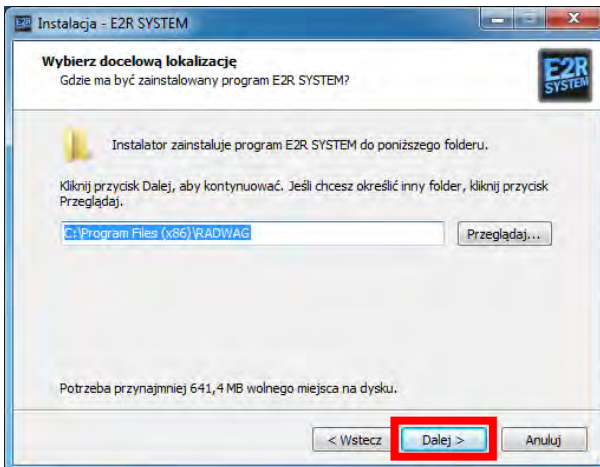 Instalacja - E2R SYSTEM
Wybierz docelową lokalizację
Gdzie ma być zainstalowany program E2R SYSTEM?
E2R
SYSTEM
Instalator zainstaluje program E2R SYSTEM do poniższego folderu.
Kliknij przycisk Dalej, aby kontynuować. Jeśli chcesz określić inny folder, kliknij przycisk
Przeglądaj.
C:\Program Files (x86)\RADWAG
Przeglądaj...
Potrzeba przynajmniej 641,4 MB wolnego miejsca na dysku.
< Wstecz
Dalej >
Anuluj